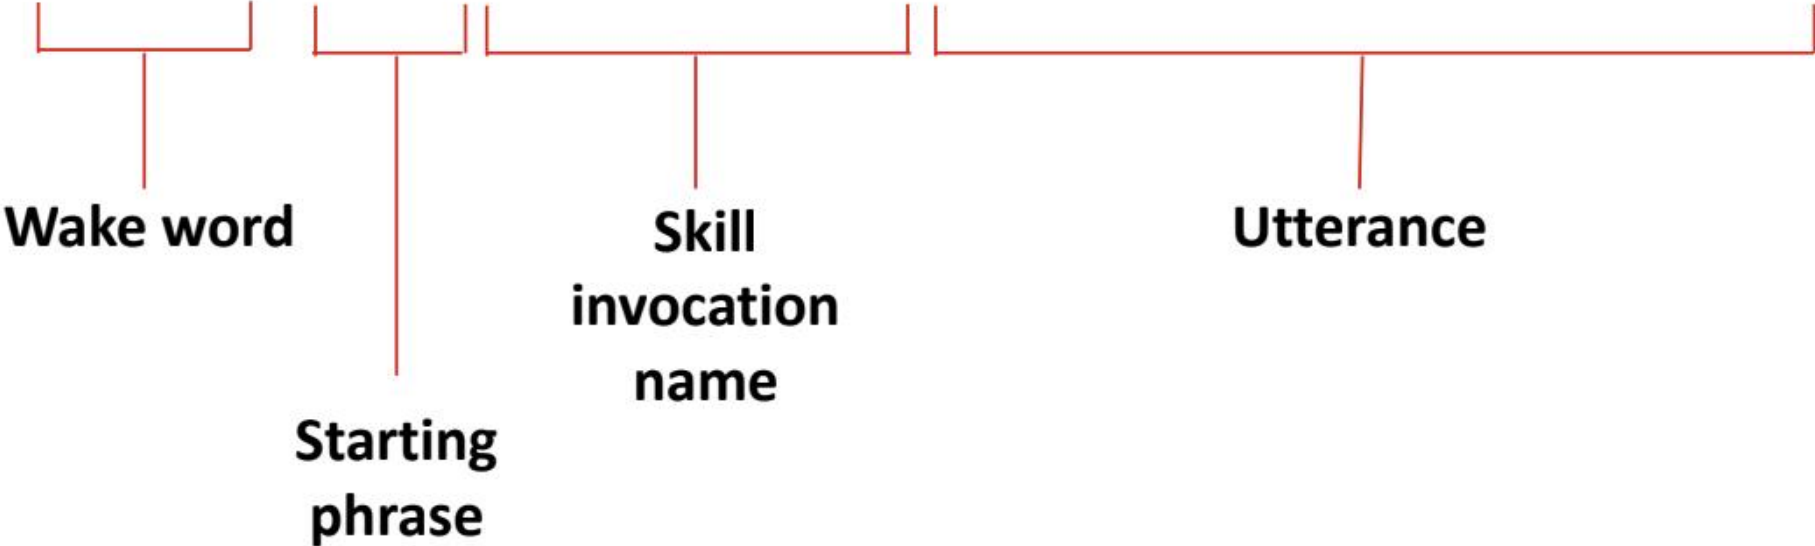 Wake word
Starting
phrase
Skill
invocation
name
Utterance